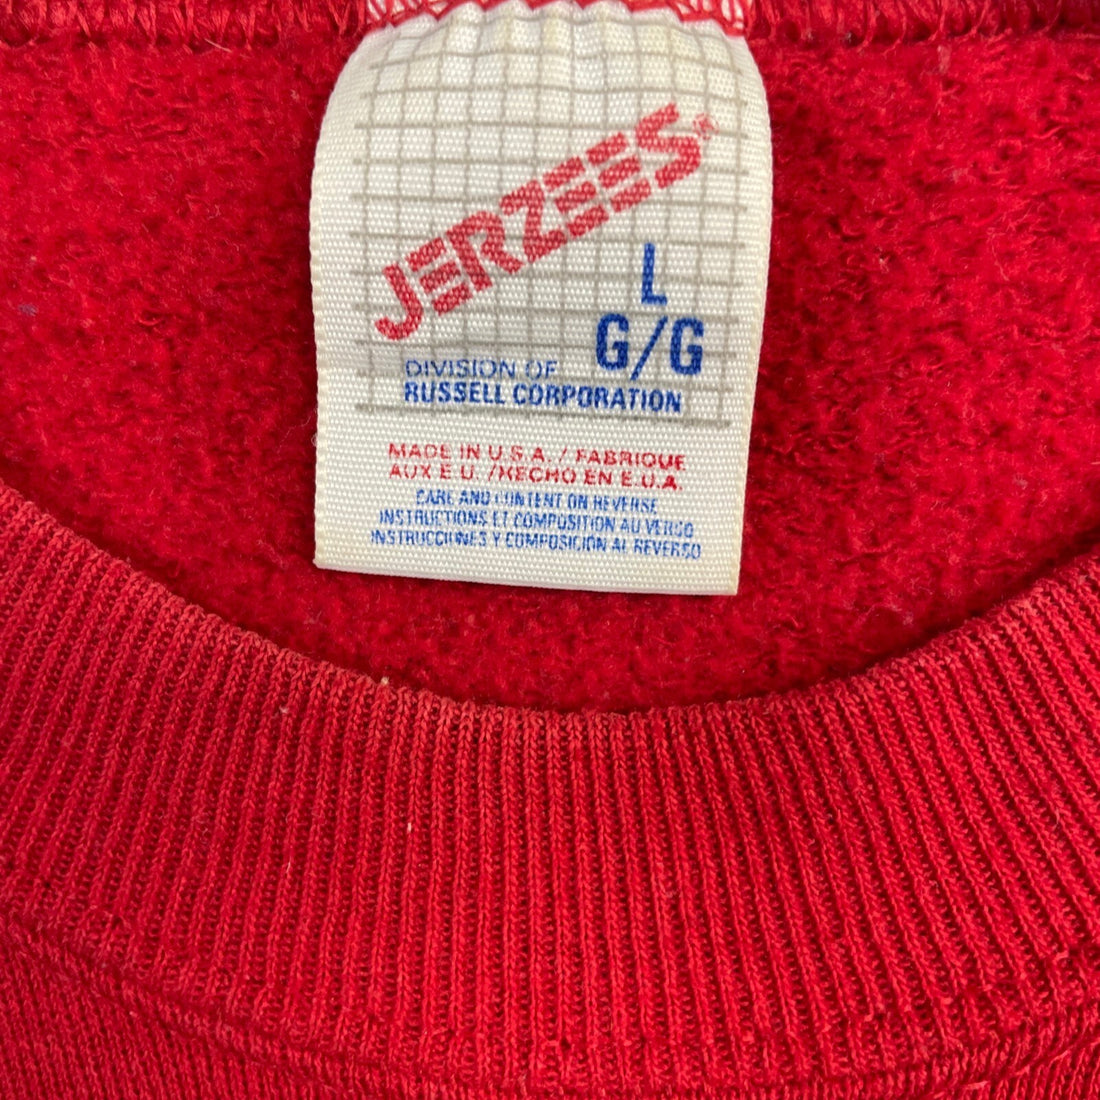 JERZEES®
L
G/G
DIVISION OF
RUSSELL CORPORATION
MADE IN U.S.A. / FABRIQUE
AUX E.U. /HECHO EN E.U.A.
CARE AND CONTENT ON REVERSE
INSTRUCTIONS ET COMPOSITION AU VERSO
INSTRUCCIONES Y COMPOSICION AL REVERSO